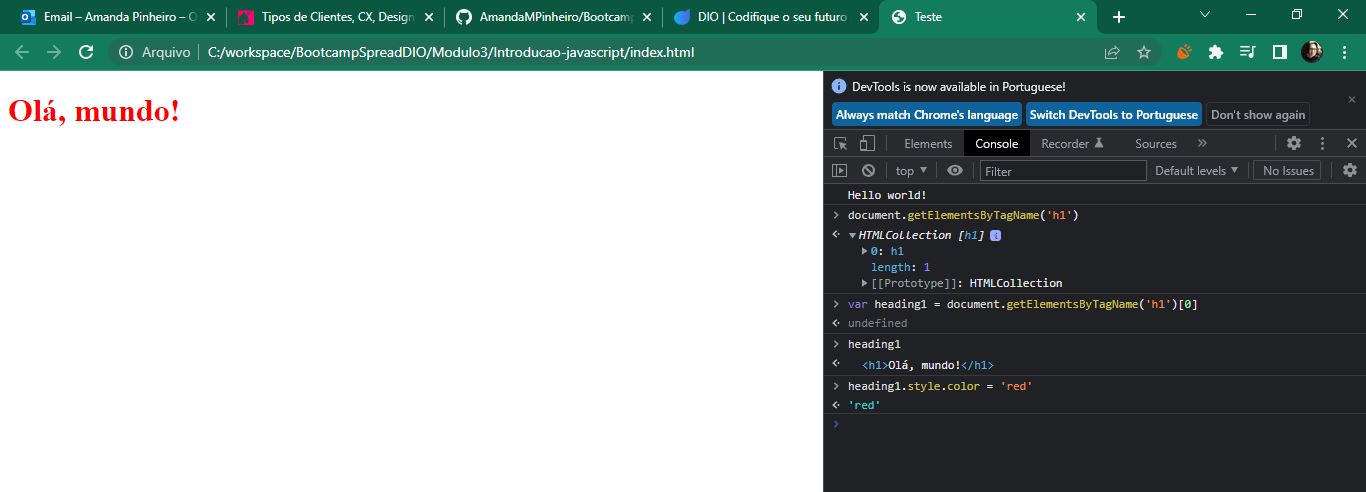 Email – Amanda Pinheiro – O
Tipos de Clientes, CX, Design
AmandaMPinheiro/Bootcamp
DIO | Codifique o seu futuro
Teste
Arquivo
C:/workspace/BootcampSpreadDIO/Modulo3/Introducao-javascript/index.html
Olá, mundo!
DevTools is now available in Portuguese!
Always match Chrome's language
Switch DevTools to Portuguese
Don't show again
Elements
Console
Recorder
Sources
top
Filter
Default levels
No Issues
Hello world!
document.getElementsByTagName('h1')
HTMLCollection [h1]
0: h1
length: 1
[[Prototype]]: HTMLCollection
var heading1 = document.getElementsByTagName('h1')[0]
undefined
heading1
<h1>Olá, mundo!</h1>
heading1.style.color = 'red'
'red'